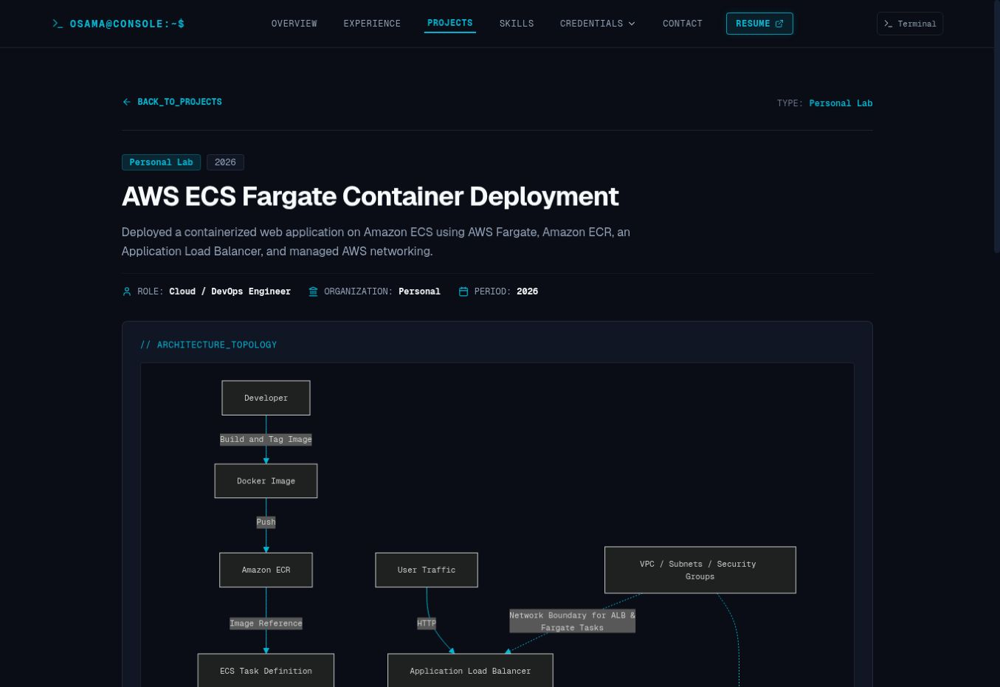 >_ OSAMA@CONSOLE:~$
OVERVIEW
EXPERIENCE
PROJECTS
SKILLS
CREDENTIALS
CONTACT
RESUME
>_ Terminal
← BACK_TO_PROJECTS
TYPE: Personal Lab
Personal Lab
2026
AWS ECS Fargate Container Deployment
Deployed a containerized web application on Amazon ECS using AWS Fargate, Amazon ECR, an
Application Load Balancer, and managed AWS networking.
ROLE: Cloud / DevOps Engineer
ORGANIZATION: Personal
PERIOD: 2026
// ARCHITECTURE_TOPOLOGY
Developer
Build and Tag Image
Docker Image
Push
Amazon ECR
User Traffic
VPC / Subnets / Security
Groups
Image Reference
HTTP
Network Boundary for ALB &
Fargate Tasks
ECS Task Definition
Application Load Balancer